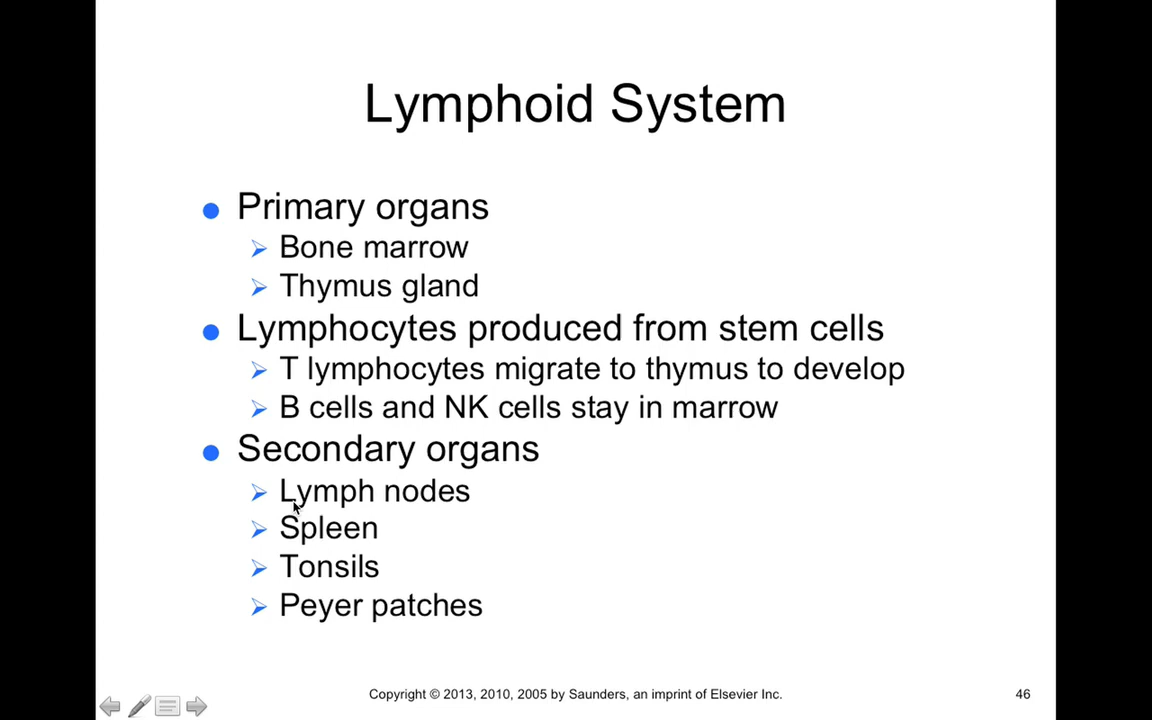 Lymphoid System
Primary organs
Bone marrow
Thymus gland
Lymphocytes produced from stem cells
T lymphocytes migrate to thymus to develop
B cells and NK cells stay in marrow
Secondary organs
Lymph nodes
Spleen
Tonsils
Peyer patches
Copyright © 2013, 2010, 2005 by Saunders, an imprint of Elsevier Inc.
46